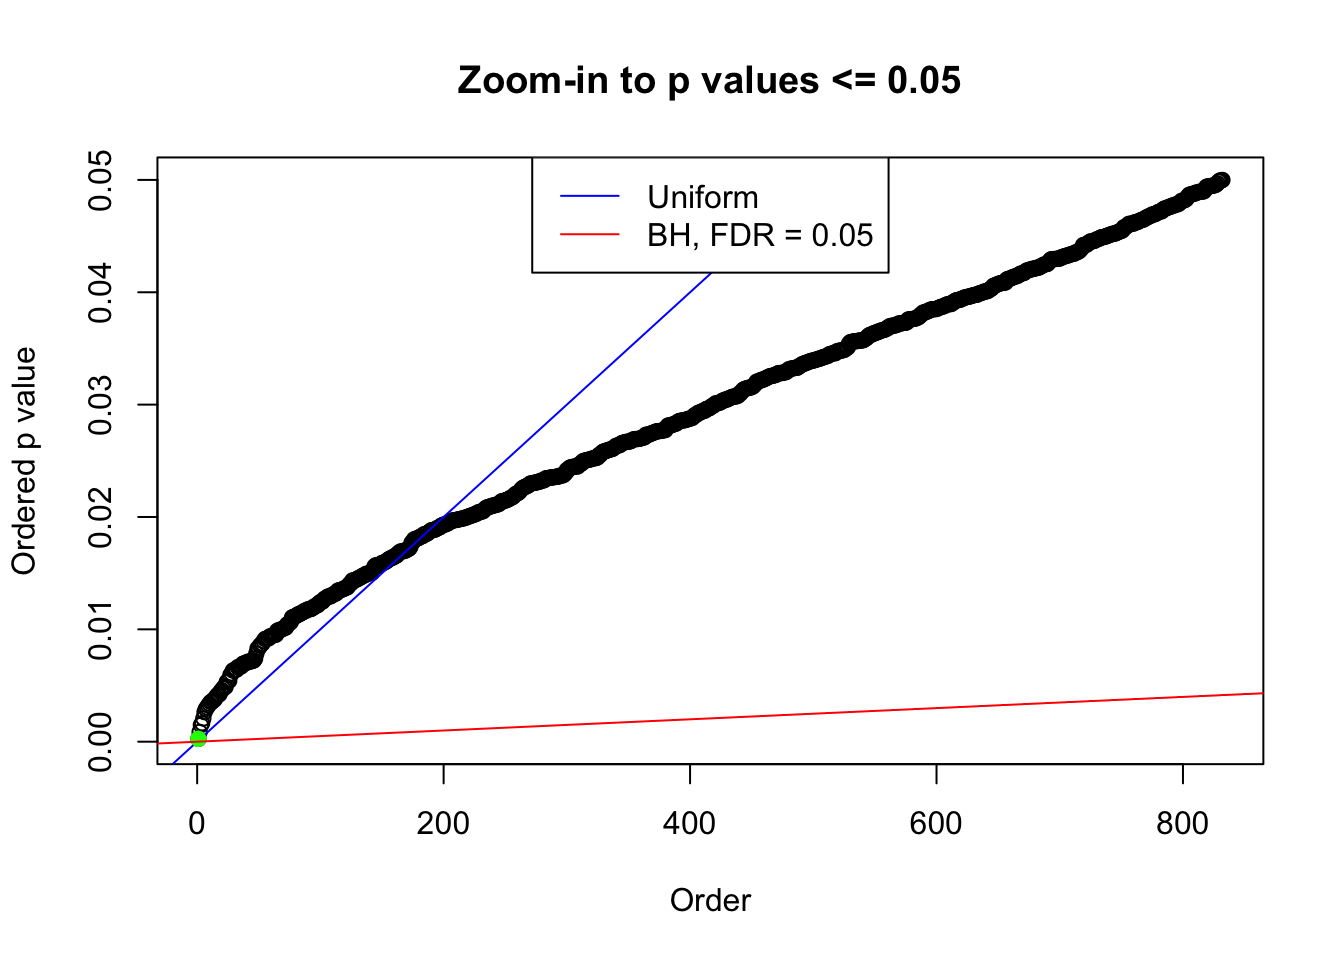 Zoom-in to p values <= 0.05
Uniform
BH, FDR = 0.05
Ordered p value
0.05
0.04
0.03
0.02
0.01
0.00
0 200 400 600 800
Order